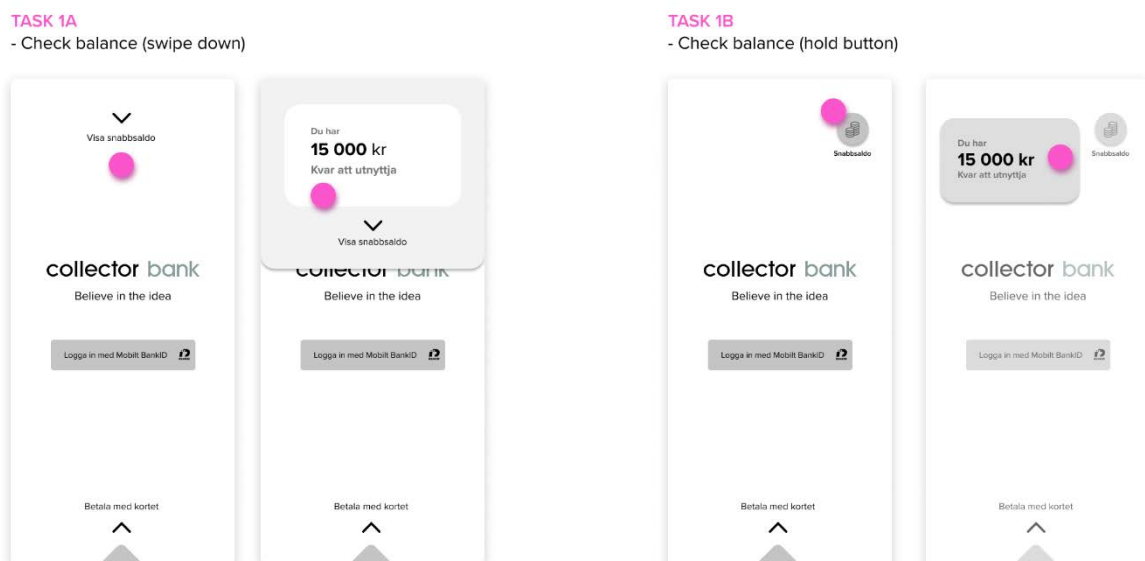 TASK 1A
- Check balance (swipe down)
Visa snabbsaldo
collector bank
Believe in the idea
Logga in med Mobilt BankID
Betala med kortet
Du har
15 000 kr
Kvar att utnyttja
Visa snabbsaldo
collector bank
Believe in the idea
Logga in med Mobilt BankID
Betala med kortet
TASK 1B
- Check balance (hold button)
Snabbsaldo
collector bank
Believe in the idea
Logga in med Mobilt BankID
Betala med kortet
Du har
15 000 kr
Kvar att utnyttja
Snabbsaldo
collector bank
Believe in the idea
Logga in med Mobilt BankID
Betala med kortet